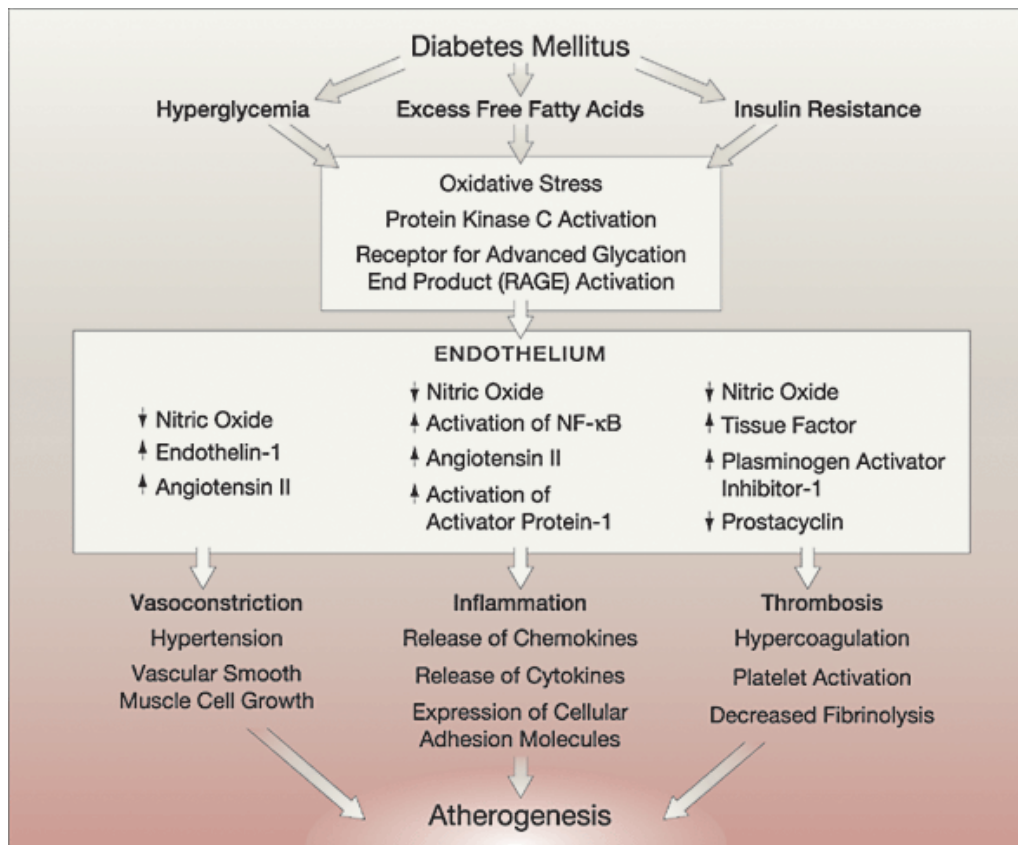 Diabetes Mellitus
Hyperglycemia
Excess Free Fatty Acids
Insulin Resistance
Oxidative Stress
Protein Kinase C Activation
Receptor for Advanced Glycation
End Product (RAGE) Activation
ENDOTHELIUM
Nitric Oxide
Endothelin-1
Angiotensin II
Nitric Oxide
Activation of NF-κB
Angiotensin II
Activation of
Activator Protein-1
Nitric Oxide
Tissue Factor
Plasminogen Activator
Inhibitor-1
Prostacyclin
Vasoconstriction
Hypertension
Vascular Smooth
Muscle Cell Growth
Inflammation
Release of Chemokines
Release of Cytokines
Expression of Cellular
Adhesion Molecules
Thrombosis
Hypercoagulation
Platelet Activation
Decreased Fibrinolysis
Atherogenesis